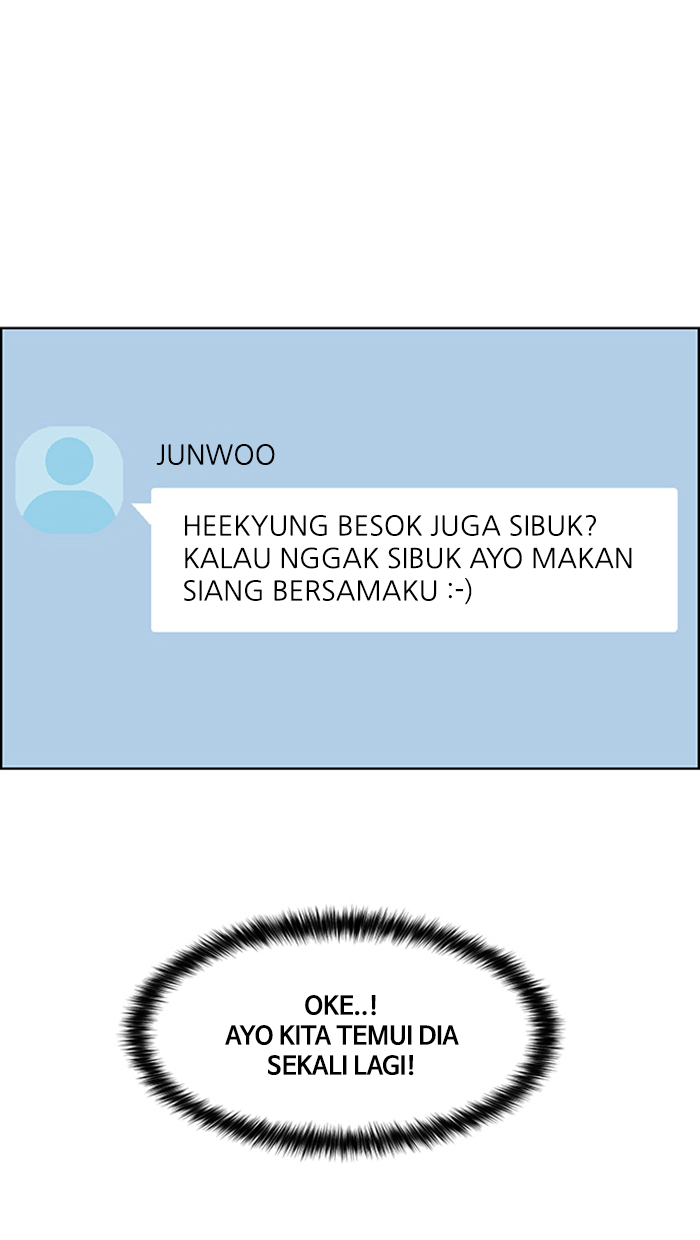 JUNWOO
HEEKYUNG BESOK JUGA SIBUK?
KALAU NGGAK SIBUK AYO MAKAN
SIANG BERSAMAKU :-)
OKE..!
AYO KITA TEMUI DIA
SEKALI LAGI!